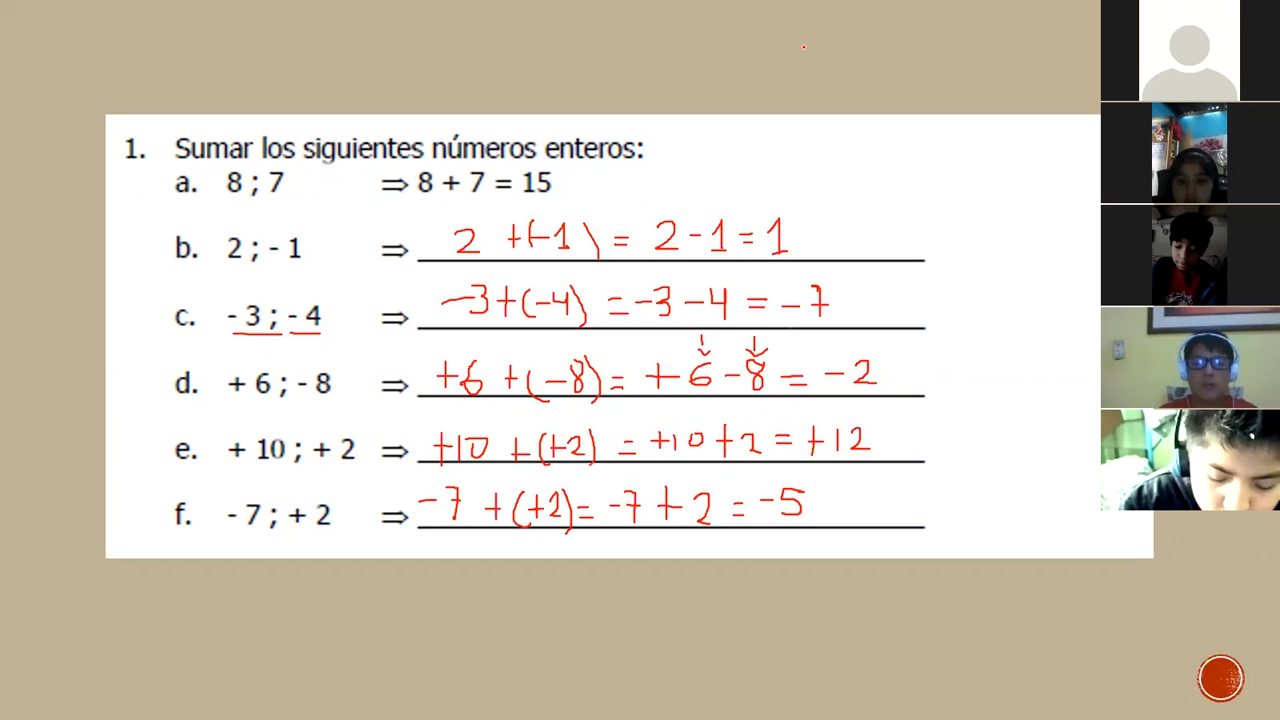 1. Sumar los siguientes números enteros:
a. 8 ; 7 ⇒ 8 + 7 = 15
b. 2 ; - 1 ⇒ 2 +(-1) = 2 - 1 = 1
c. - 3 ; - 4 ⇒ -3+(-4) = -3 - 4 = -7
d. + 6 ; - 8 ⇒ +6 +(-8) = +6 - 8 = -2
e. + 10 ; + 2 ⇒ +10 +(+2) = +10+2 = +12
f. - 7 ; + 2 ⇒ -7 +(+2) = -7 + 2 = -5